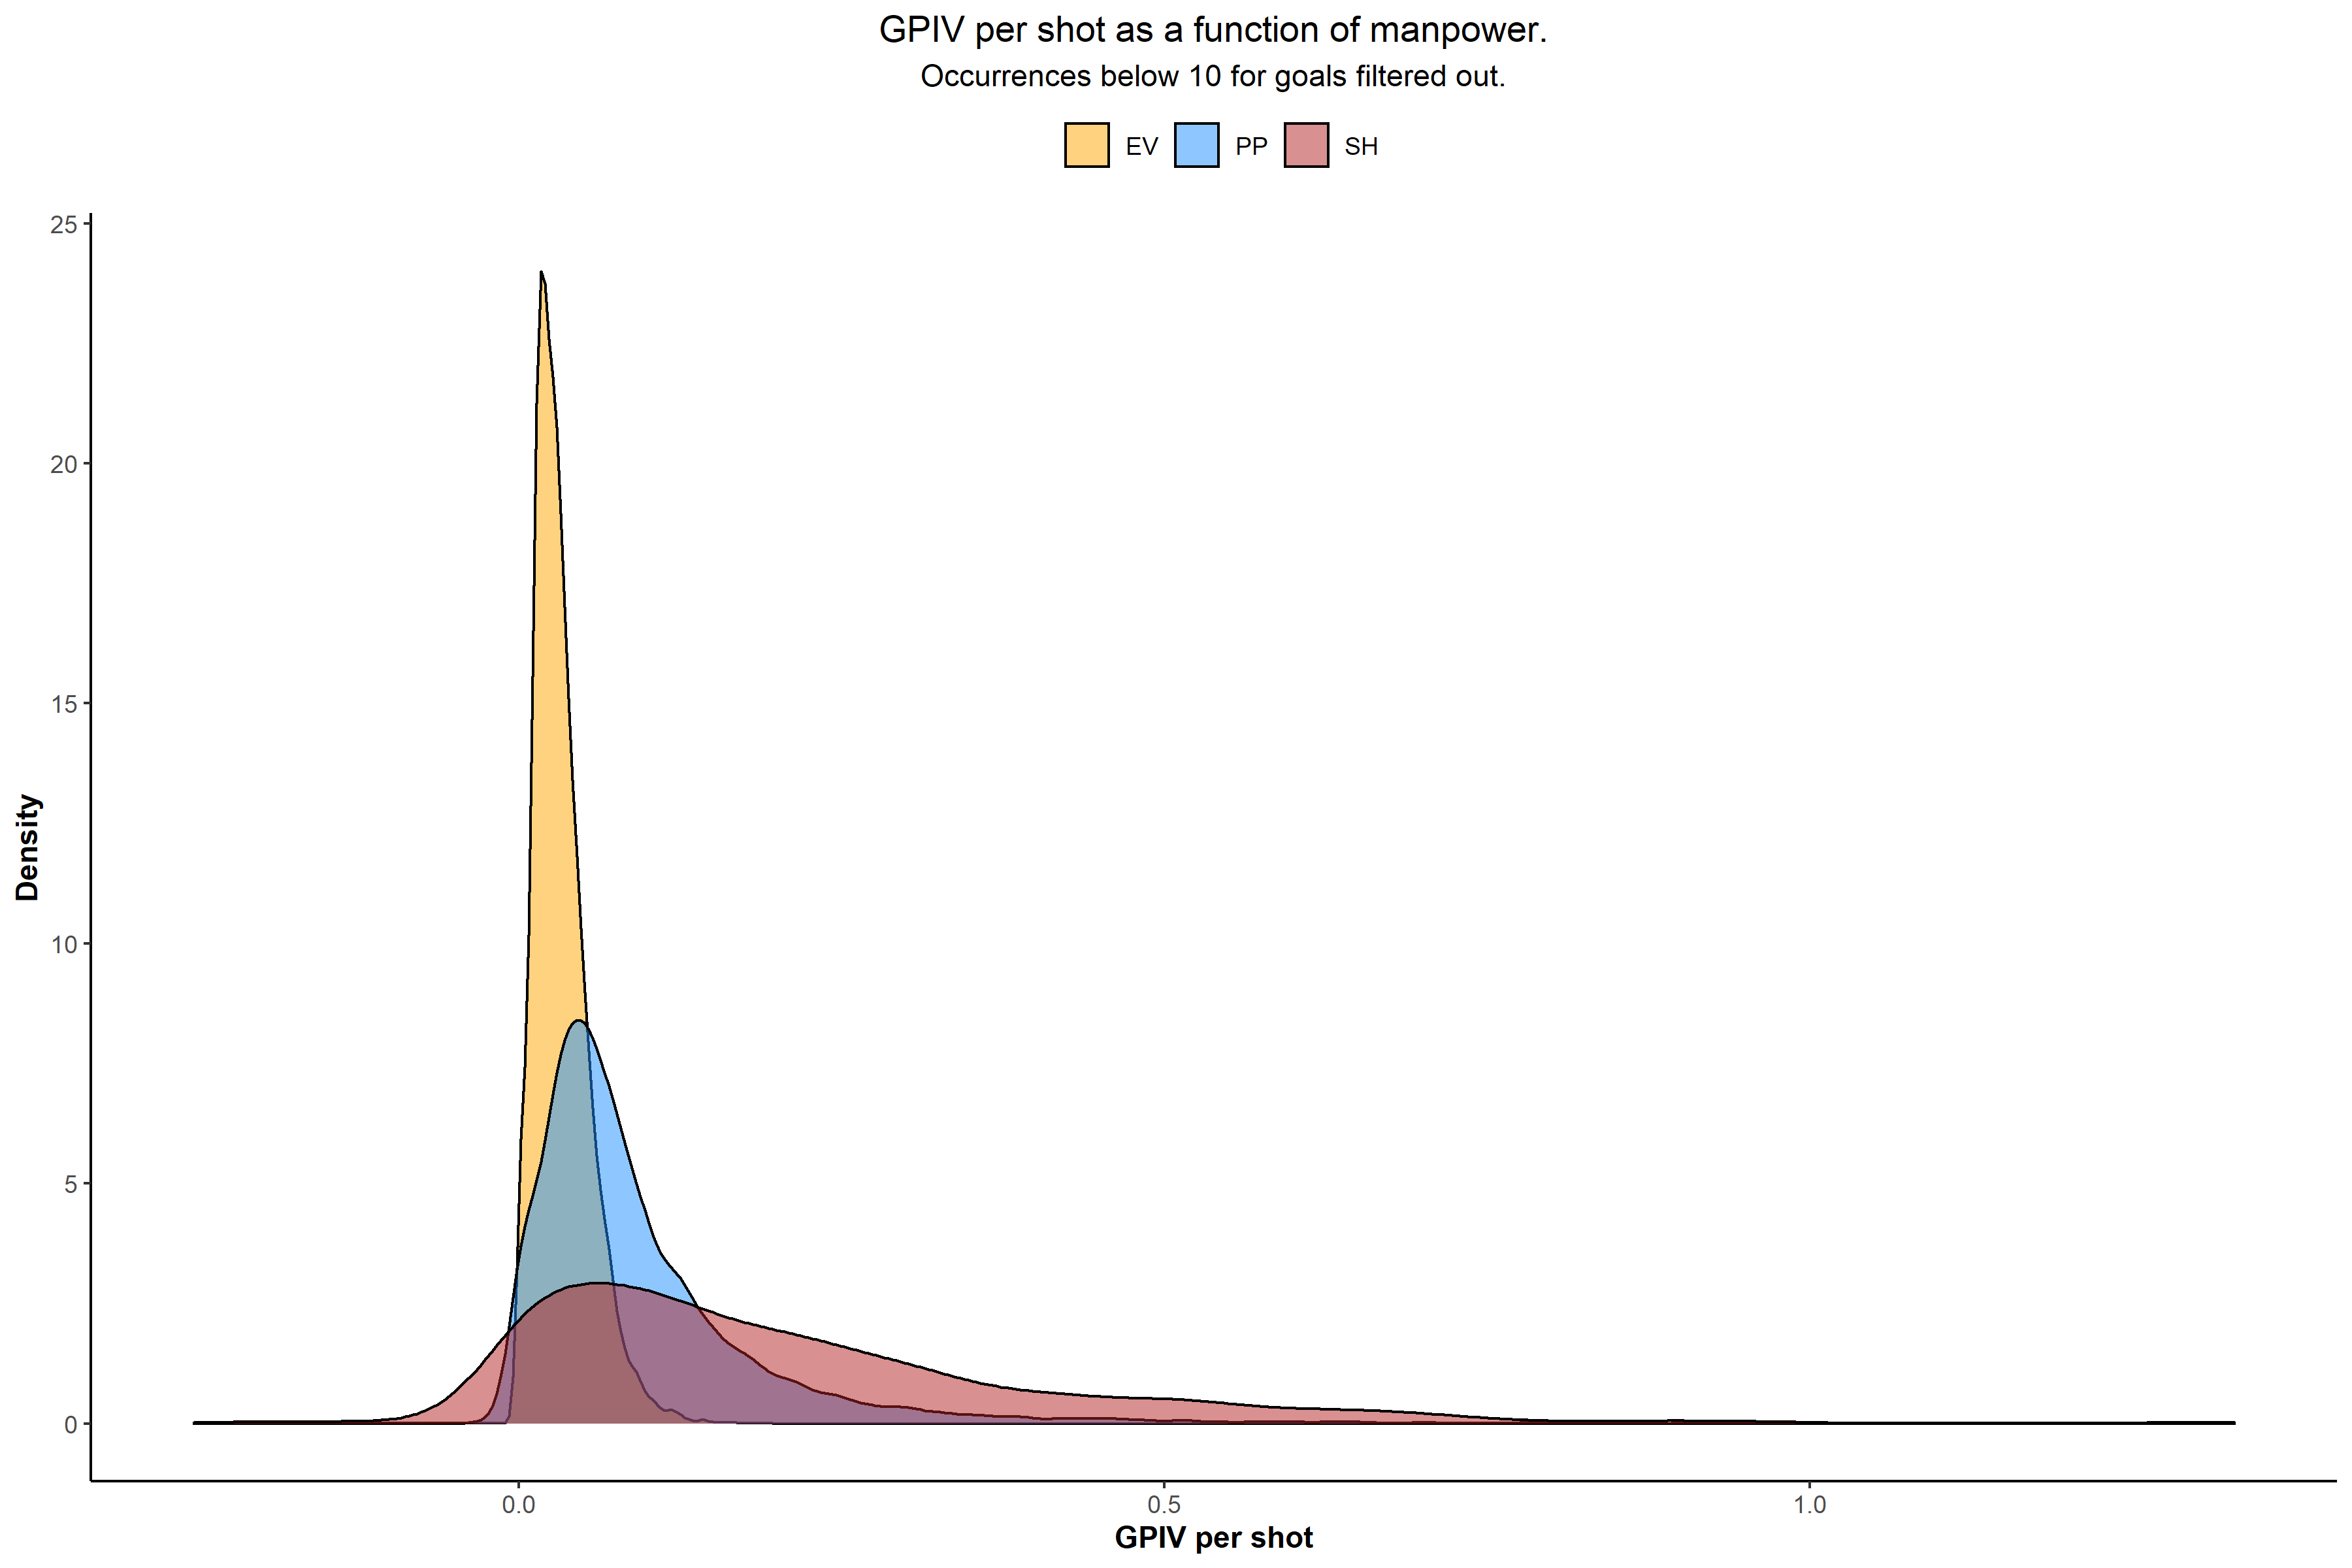 GPIV per shot as a function of manpower.
Occurrences below 10 for goals filtered out.
EV PP SH
25
20
15
10
5
0
Density
0.0 0.5 1.0
GPIV per shot